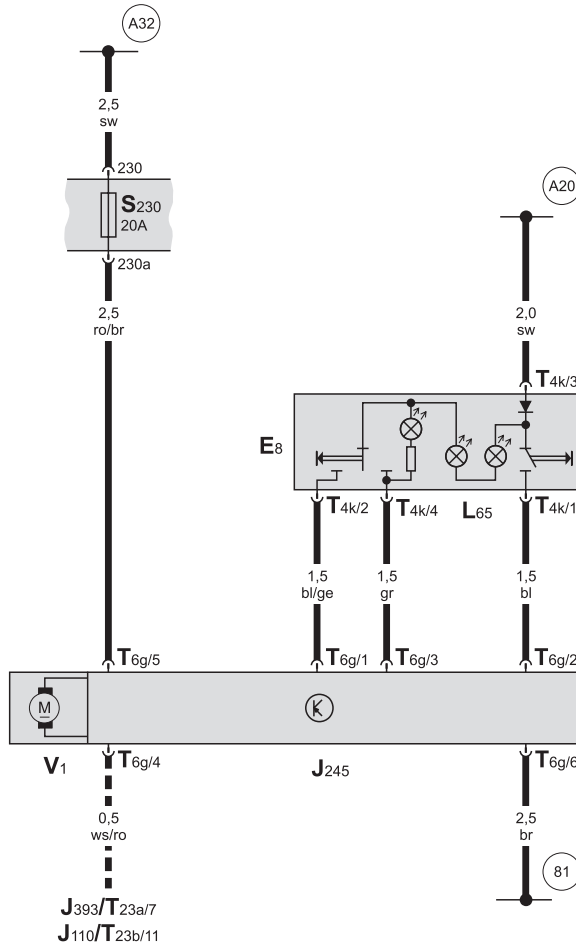 A32
2,5
sw
230
S230
20A
230a
A20
2,5
ro/br
2,0
sw
T4k/3
E8
T4k/2
T4k/4
L65
T4k/1
1,5
bl/ge
1,5
gr
1,5
bl
T6g/5
T6g/1
T6g/3
T6g/2
M
V1
T6g/4
J245
T6g/6
0,5
ws/ro
2,5
br
81
J393/T23a/7
J110/T23b/11